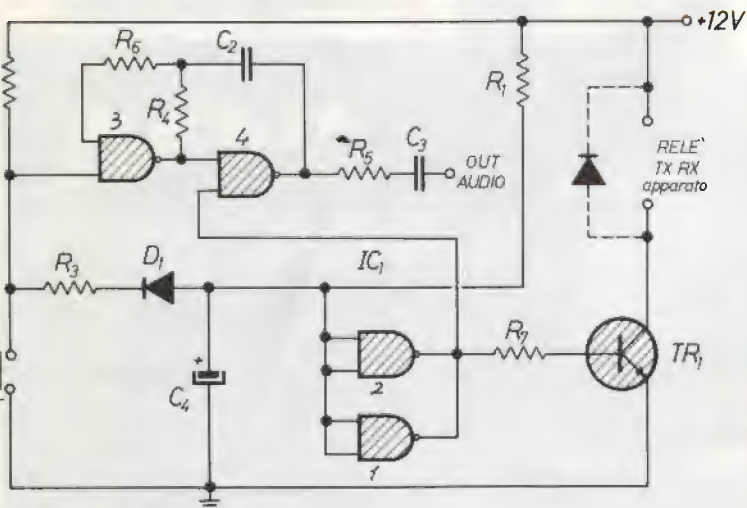 +12V
R6
C2
R1
3
R4
4
R5
C3
OUT
AUDIO
RELE'
TX RX
apparato
R3
D1
IC1
+
C4
2
R7
TR1
1